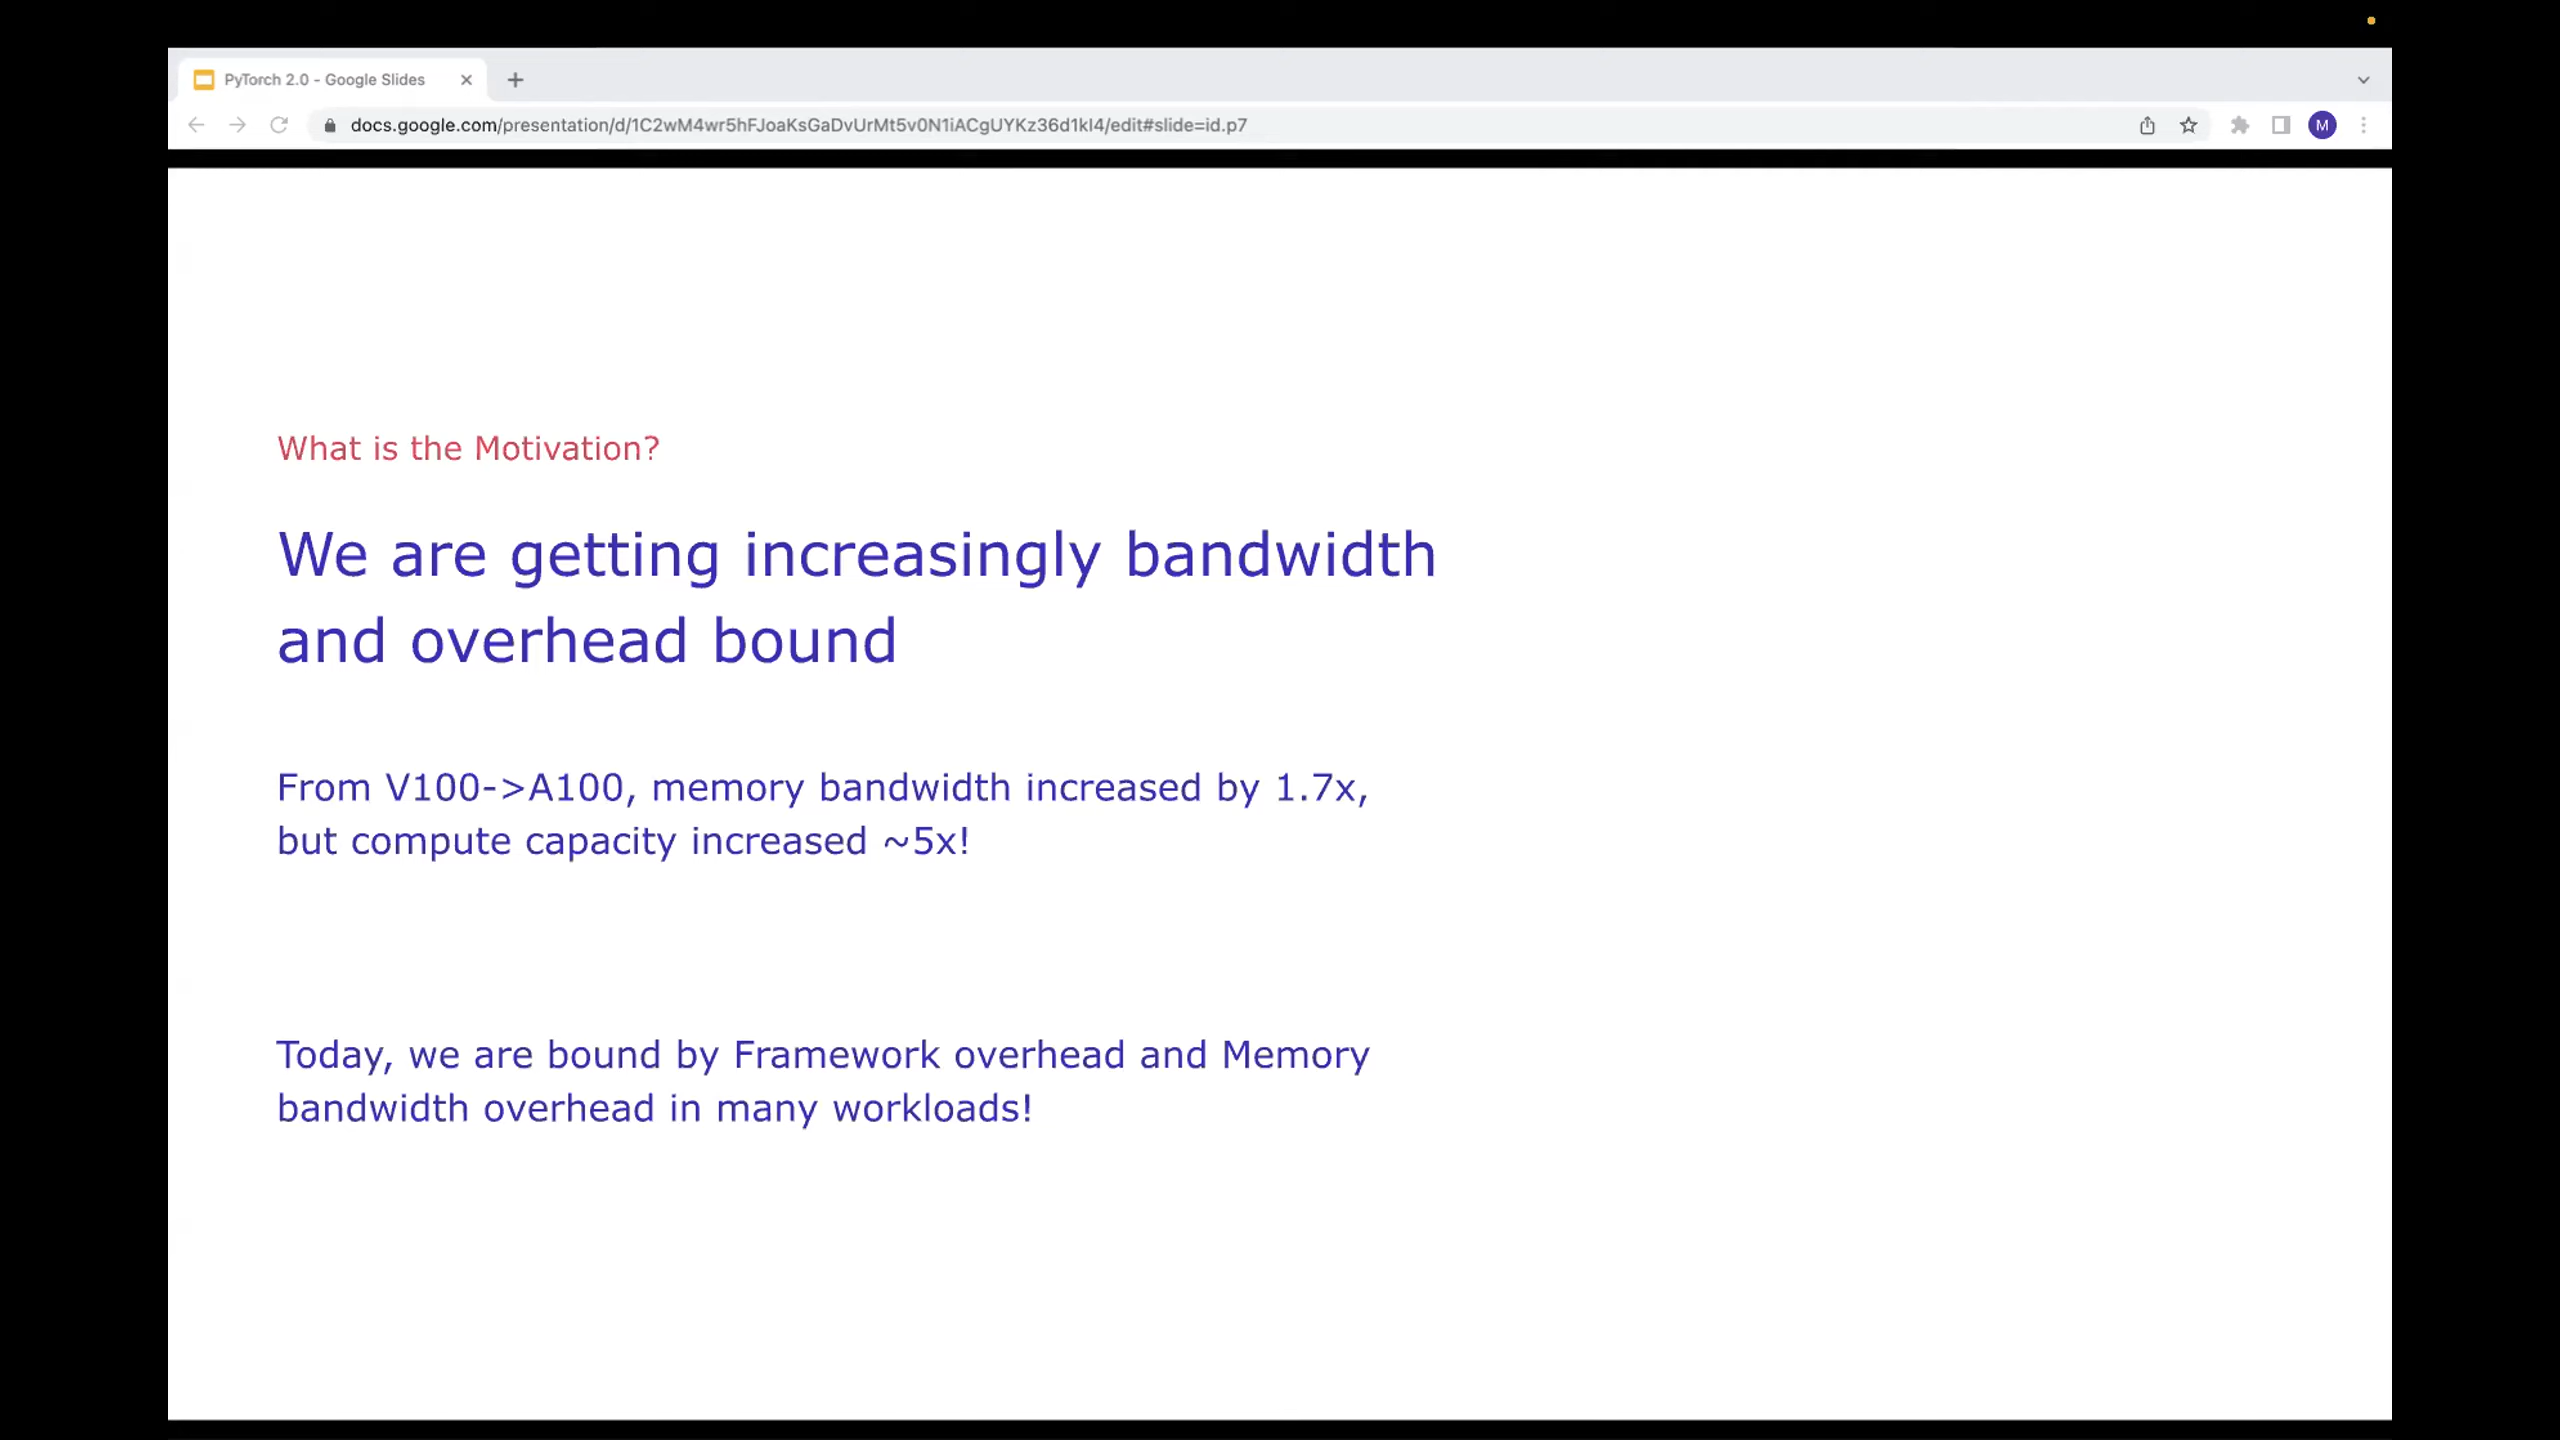 PyTorch 2.0 - Google Slides
docs.google.com/presentation/d/1C2wM4wr5hFJoaKsGaDvUrMt5v0N1iACgUYKz36d1kI4/edit#slide=id.p7
M
What is the Motivation?
We are getting increasingly bandwidth
and overhead bound
From V100->A100, memory bandwidth increased by 1.7x,
but compute capacity increased ~5x!
Today, we are bound by Framework overhead and Memory
bandwidth overhead in many workloads!